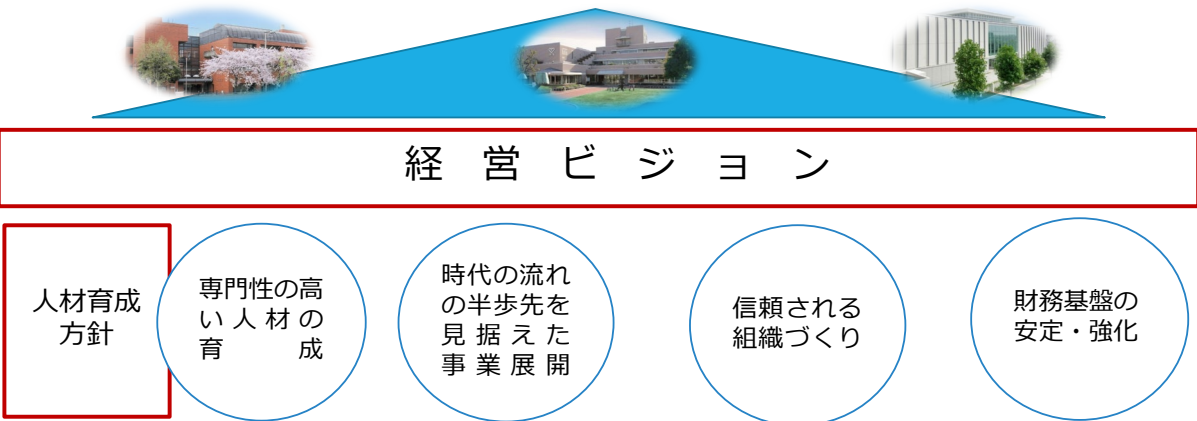 経営ビジョン
人材育成
方針
専門性の高
い人材の
育成
時代の流れ
の半歩先を
見据えた
事業展開
信頼される
組織づくり
財務基盤の
安定・強化